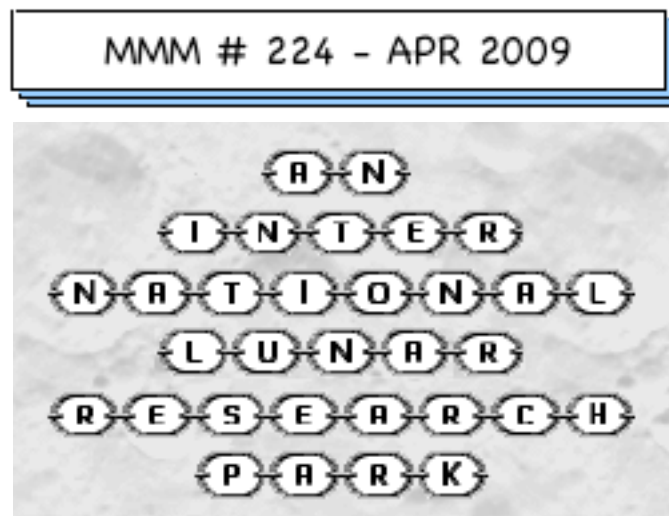 MMM # 224 - APR 2009
AN
INTER
NATIONAL
LUNAR
RESEARCH
PARK